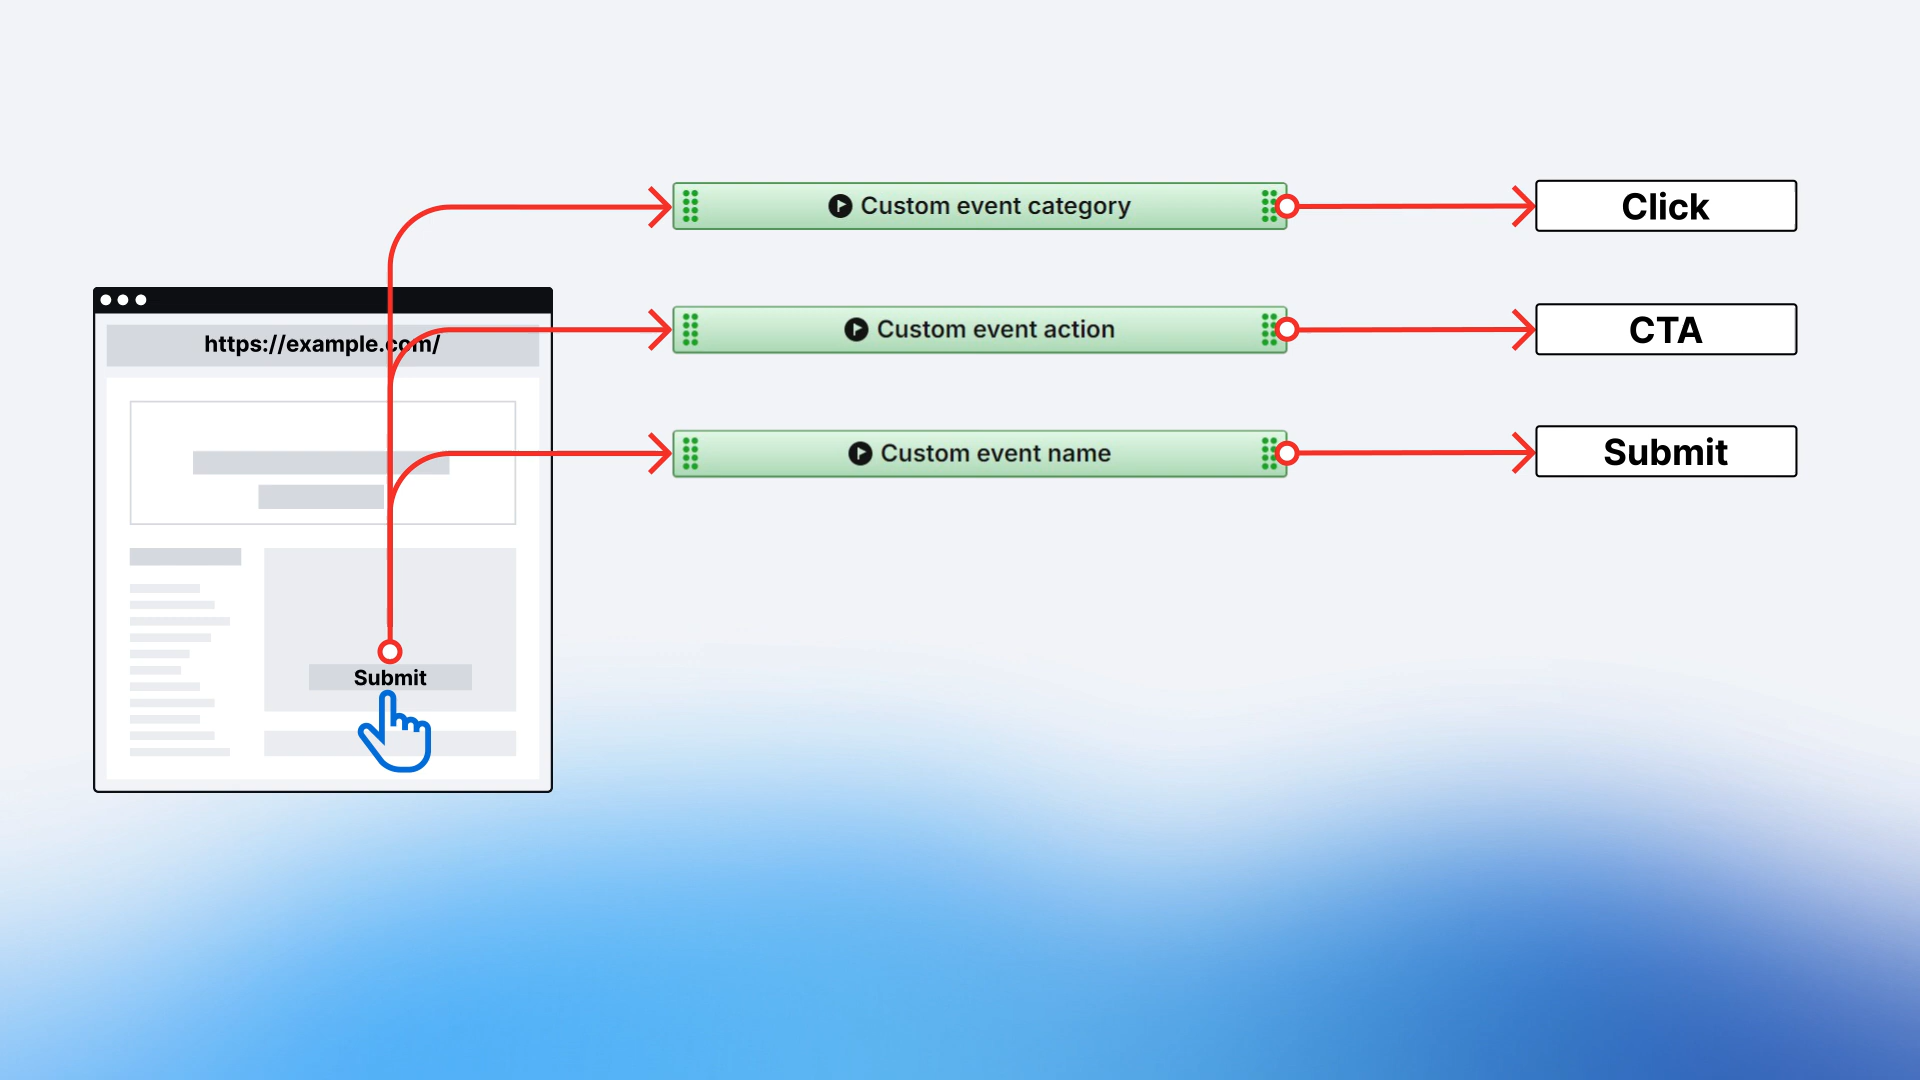 Custom event category
Click
https://example.com/
Custom event action
CTA
Custom event name
Submit
Submit